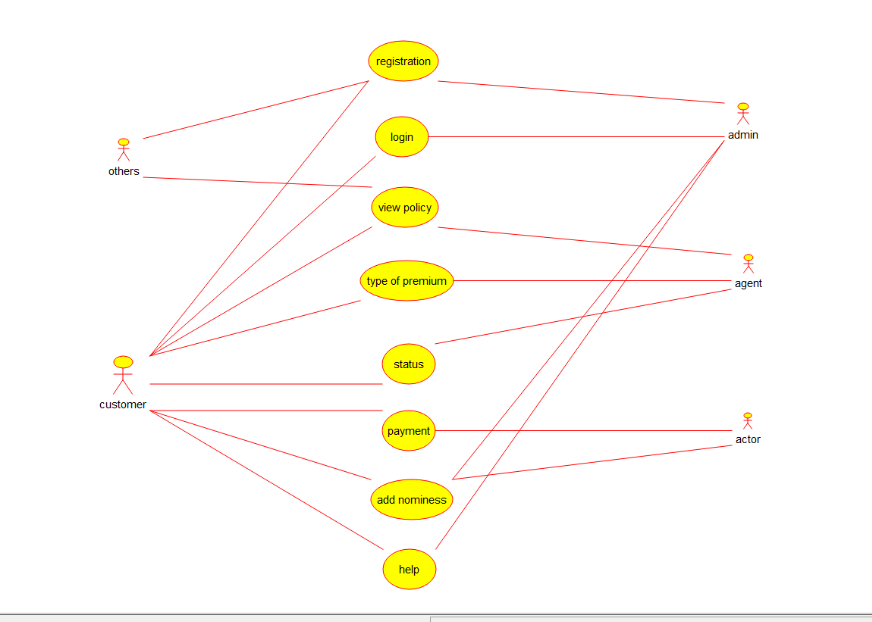 registration
admin
login
others
view policy
type of premium
agent
status
customer
payment
actor
add nominess
help